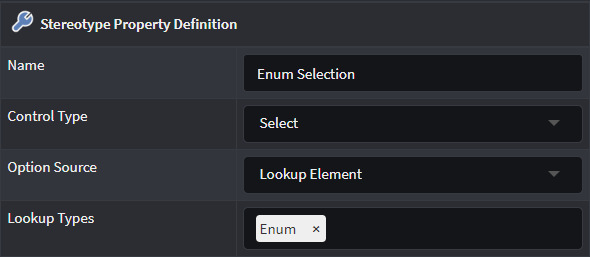 Stereotype Property Definition
Name Enum Selection
Control Type Select
Option Source Lookup Element
Lookup Types Enum ×